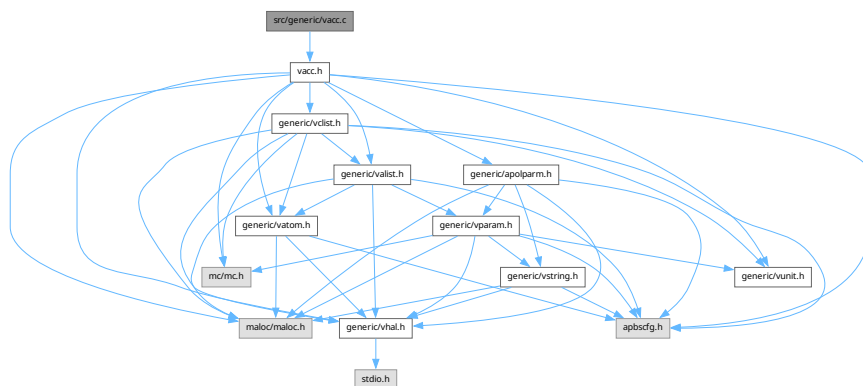 src/generic/vacc.c
vacc.h
generic/vclist.h
generic/valist.h
generic/apolparm.h
generic/vatom.h
generic/vparam.h
mc/mc.h
generic/vstring.h
generic/vunit.h
maloc/maloc.h
generic/vhal.h
apbscfg.h
stdio.h